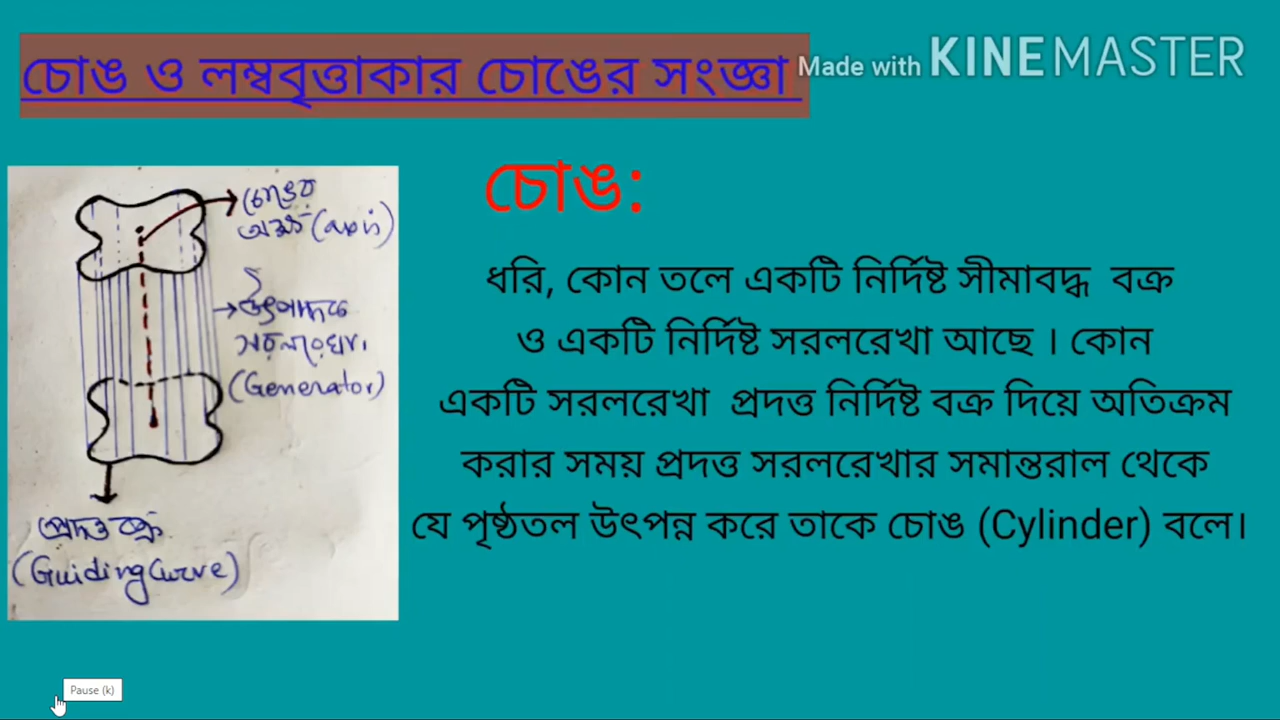 চোঙ ও লম্ববৃত্তাকার চোঙের সংজ্ঞা
Made with KINEMASTER
চোঙ:
ধরি, কোন তলে একটি নির্দিষ্ট সীমাবদ্ধ বক্র
ও একটি নির্দিষ্ট সরলরেখা আছে । কোন
একটি সরলরেখা প্রদত্ত নির্দিষ্ট বক্র দিয়ে অতিক্রম
করার সময় প্রদত্ত সরলরেখার সমান্তরাল থেকে
যে পৃষ্ঠতল উৎপন্ন করে তাকে চোঙ (Cylinder) বলে।
চোঙের
অক্ষ (axis)
সরলরেখা
(Generator)
প্রদত্ত বক্র
(Guiding Curve)
Pause (k)